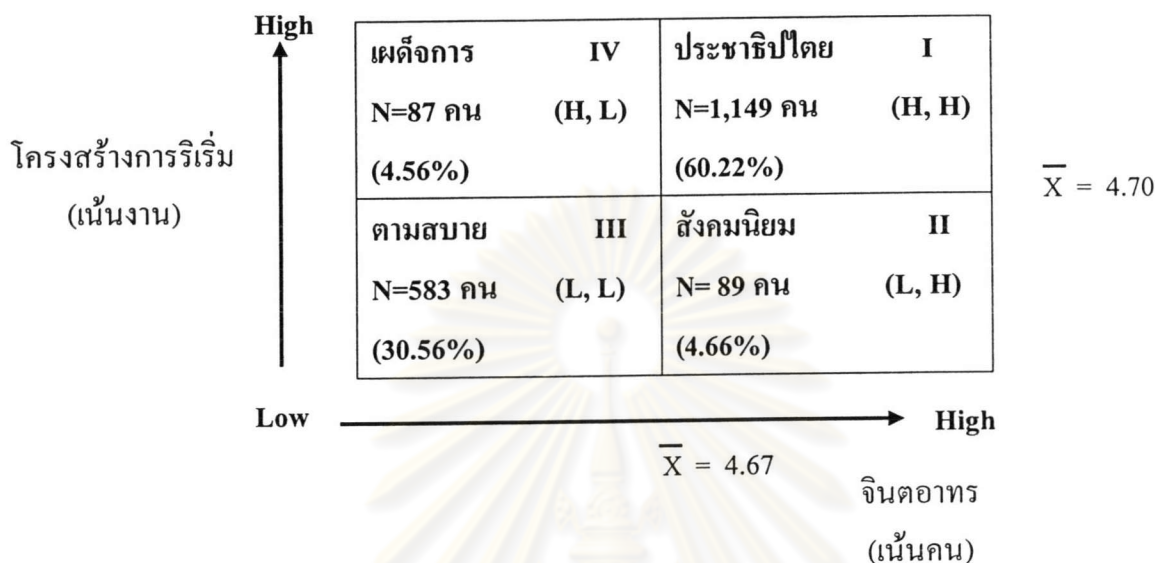 High
เผด็จการ IV
N=87 คน (H, L)
(4.56%)
ประชาธิปไตย I
N=1,149 คน (H, H)
(60.22%)
โครงสร้างการริเริ่ม
(เน้นงาน)
X = 4.70
ตามสบาย III
N=583 คน (L, L)
(30.56%)
สังคมนิยม II
N= 89 คน (L, H)
(4.66%)
Low
High
X = 4.67
จินตอาทร
(เน้นคน)